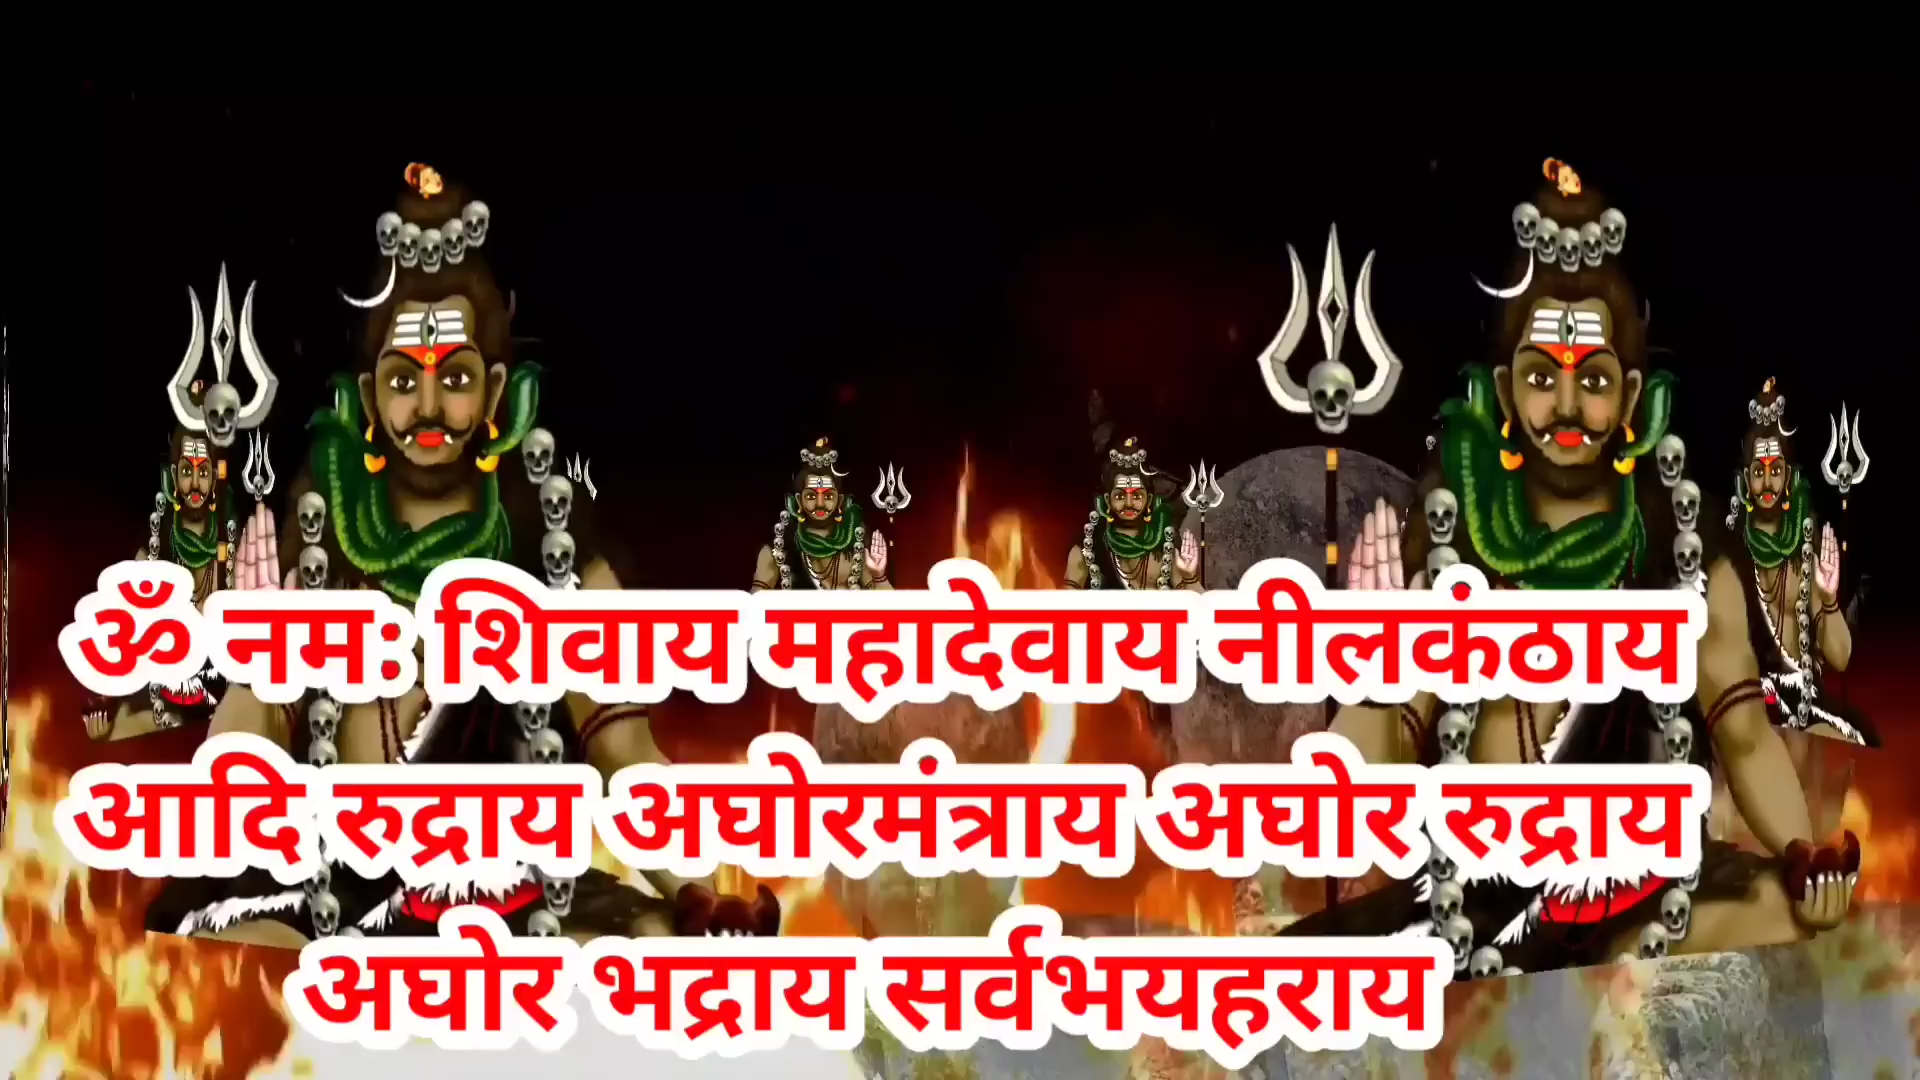 ॐ नमः शिवाय महादेवाय नीलकंठाय
आदि रुद्राय अघोरमंत्राय अघोर रुद्राय
अघोर भद्राय सर्वभयहराय